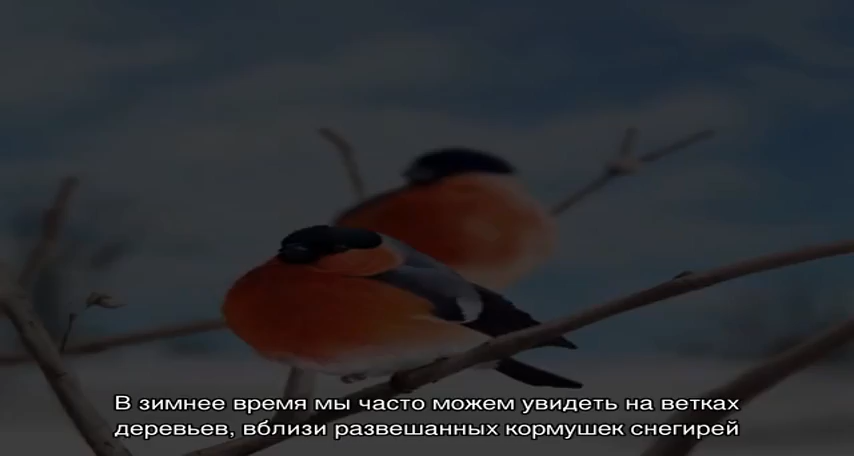 В зимнее время мы часто можем увидеть на ветках
деревьев, вблизи развешанных кормушек снегирей